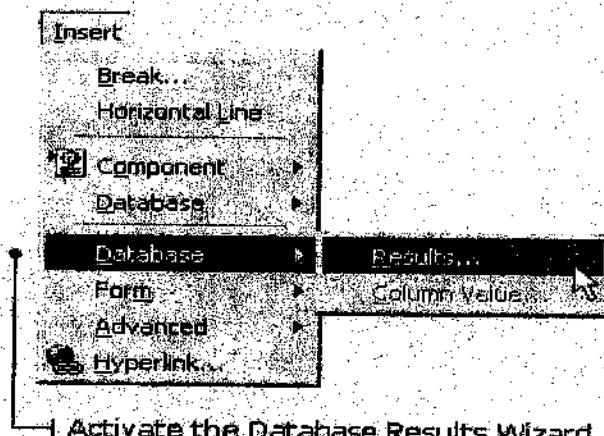 Insert
Break...
Horizontal Line
Component
Database
Database
Results...
Form
Column Value...
Advanced
Hyperlink...
Activate the Database Results Wizard